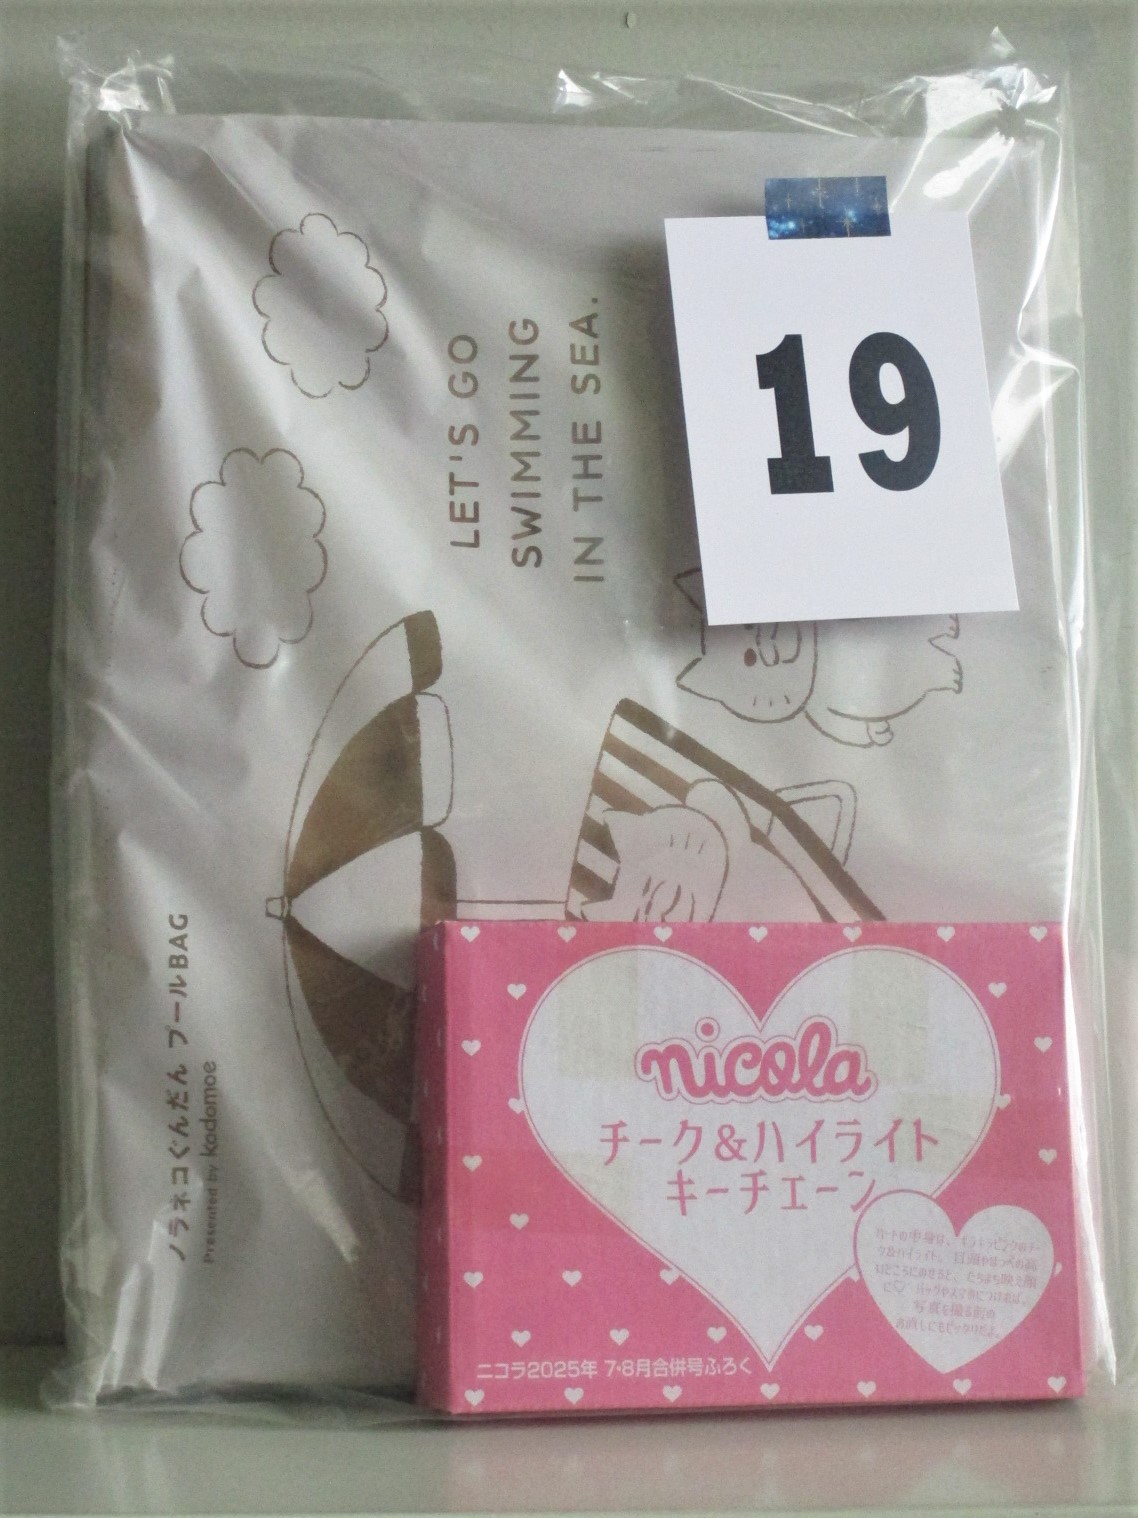 19
LET'S GO
SWIMMING
IN THE SEA.
ノラネコぐんだん プールBAG
Presented by kodomoe
nicola
チーク&ハイライト
キーチェーン
ニコラ2025年 7・8月合併号ふろく